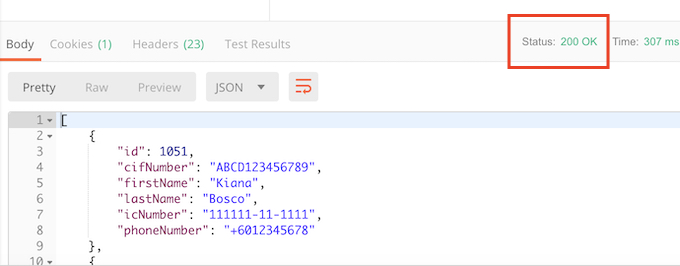 Body Cookies (1) Headers (23) Test Results Status: 200 OK Time: 307 ms
Pretty Raw Preview JSON
1 [
2 {
3 "id": 1051,
4 "cifNumber": "ABCD123456789",
5 "firstName": "Kiana",
6 "lastName": "Bosco",
7 "icNumber": "111111-11-1111",
8 "phoneNumber": "+6012345678"
9 },
10 {